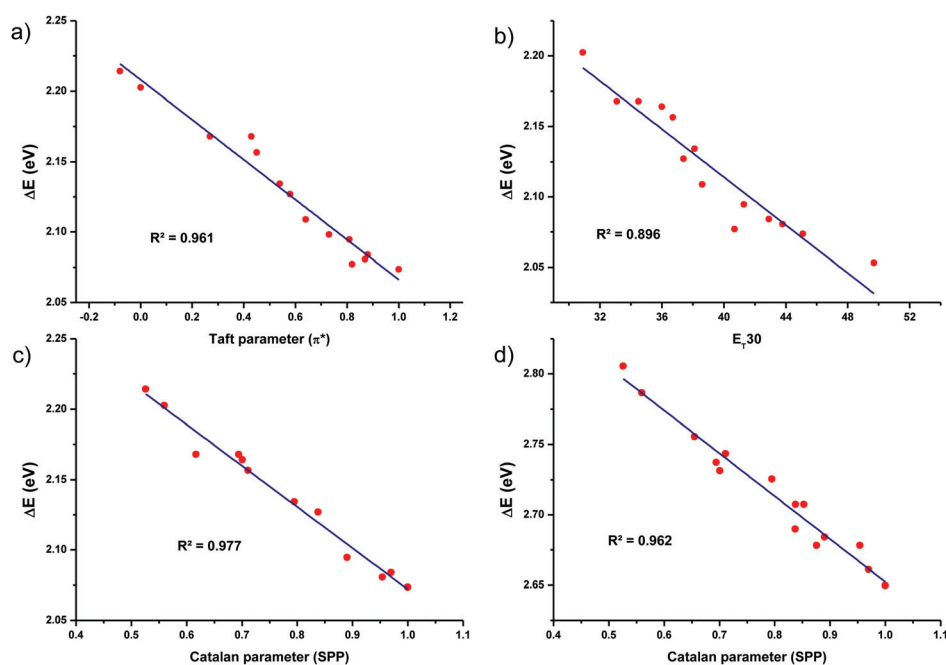 a)
2.25
2.20
2.15
2.10
2.05
ΔE (eV)
R² = 0.961
-0.2 0.0 0.2 0.4 0.6 0.8 1.0 1.2
Taft parameter (π*)
b)
2.20
2.15
2.10
2.05
ΔE (eV)
R² = 0.896
32 36 40 44 48 52
E_T30
c)
2.25
2.20
2.15
2.10
2.05
ΔE (eV)
R² = 0.977
0.4 0.5 0.6 0.7 0.8 0.9 1.0 1.1
Catalan parameter (SPP)
d)
2.80
2.75
2.70
2.65
ΔE (eV)
R² = 0.962
0.4 0.5 0.6 0.7 0.8 0.9 1.0 1.1
Catalan parameter (SPP)